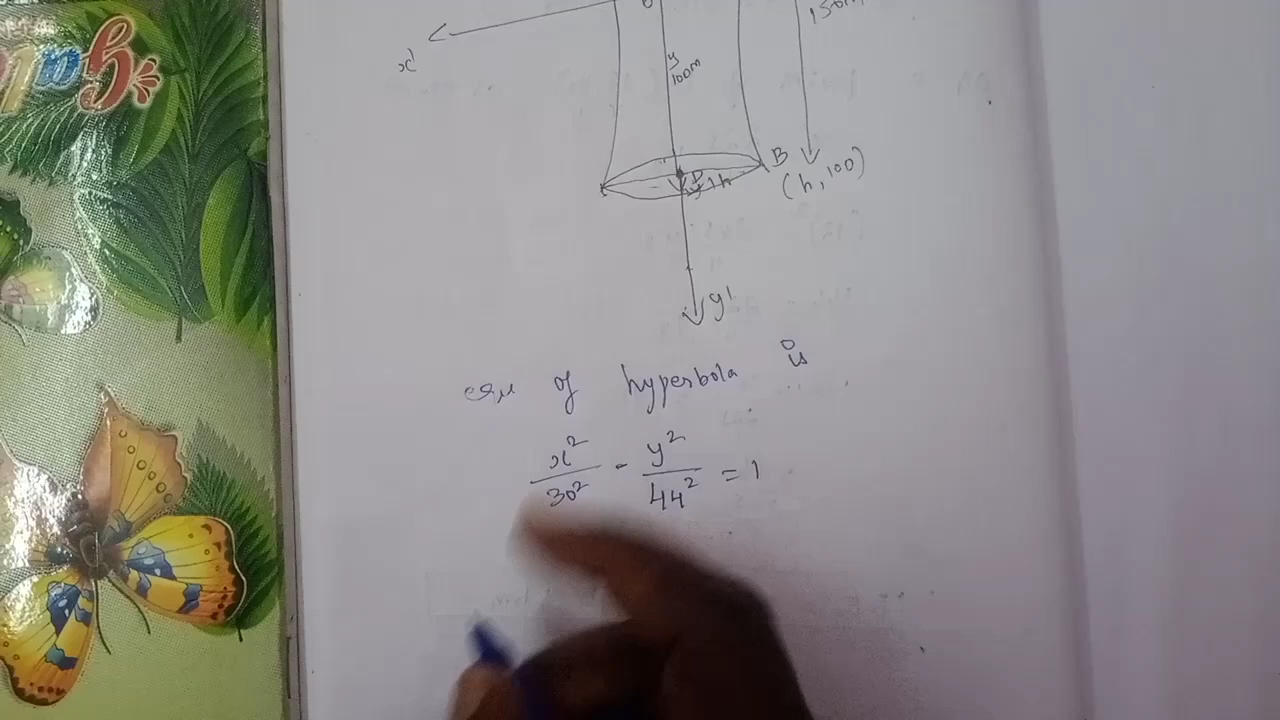 150m
x'
y
100m
B
h
(h, 100)
y'
eqn of hyperbola is
x²/30² - y²/44² = 1